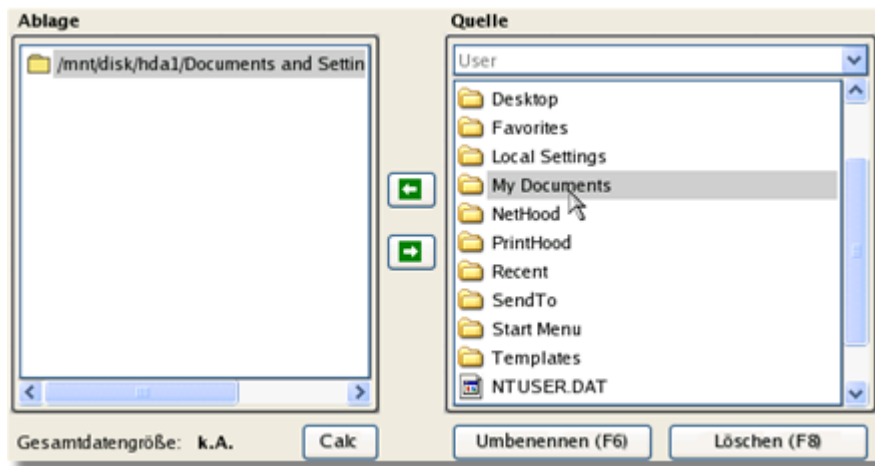 Ablage
/mnt/disk/hda1/Documents and Settin
Gesamtdatengröße: k.A.
Calc
Quelle
User
Desktop
Favorites
Local Settings
My Documents
NetHood
PrintHood
Recent
SendTo
Start Menu
Templates
NTUSER.DAT
Umbenennen (F6)
Löschen (F8)